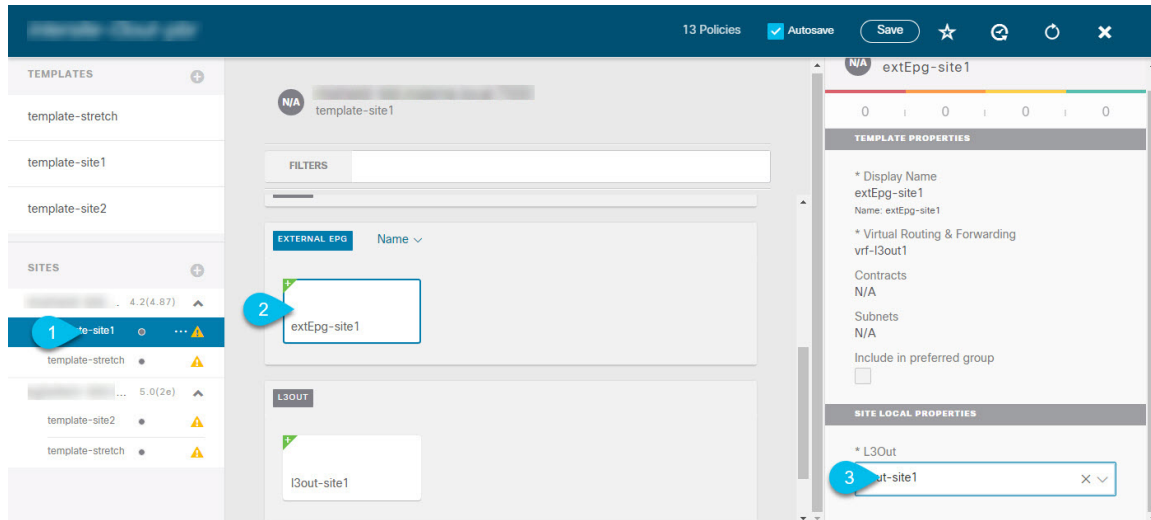 13 Policies
Autosave
Save
TEMPLATES
template-stretch
template-site1
template-site2
SITES
... 4.2(4.87)
1
te-site1
template-stretch
... 5.0(2e)
template-site2
template-stretch
N/A
template-site1
FILTERS
EXTERNAL EPG Name
2
extEpg-site1
L3OUT
l3out-site1
N/A extEpg-site1
0 0 0 0
TEMPLATE PROPERTIES
* Display Name
extEpg-site1
Name: extEpg-site1
* Virtual Routing & Forwarding
vrf-l3out1
Contracts
N/A
Subnets
N/A
Include in preferred group
SITE LOCAL PROPERTIES
* L3Out
3
ut-site1